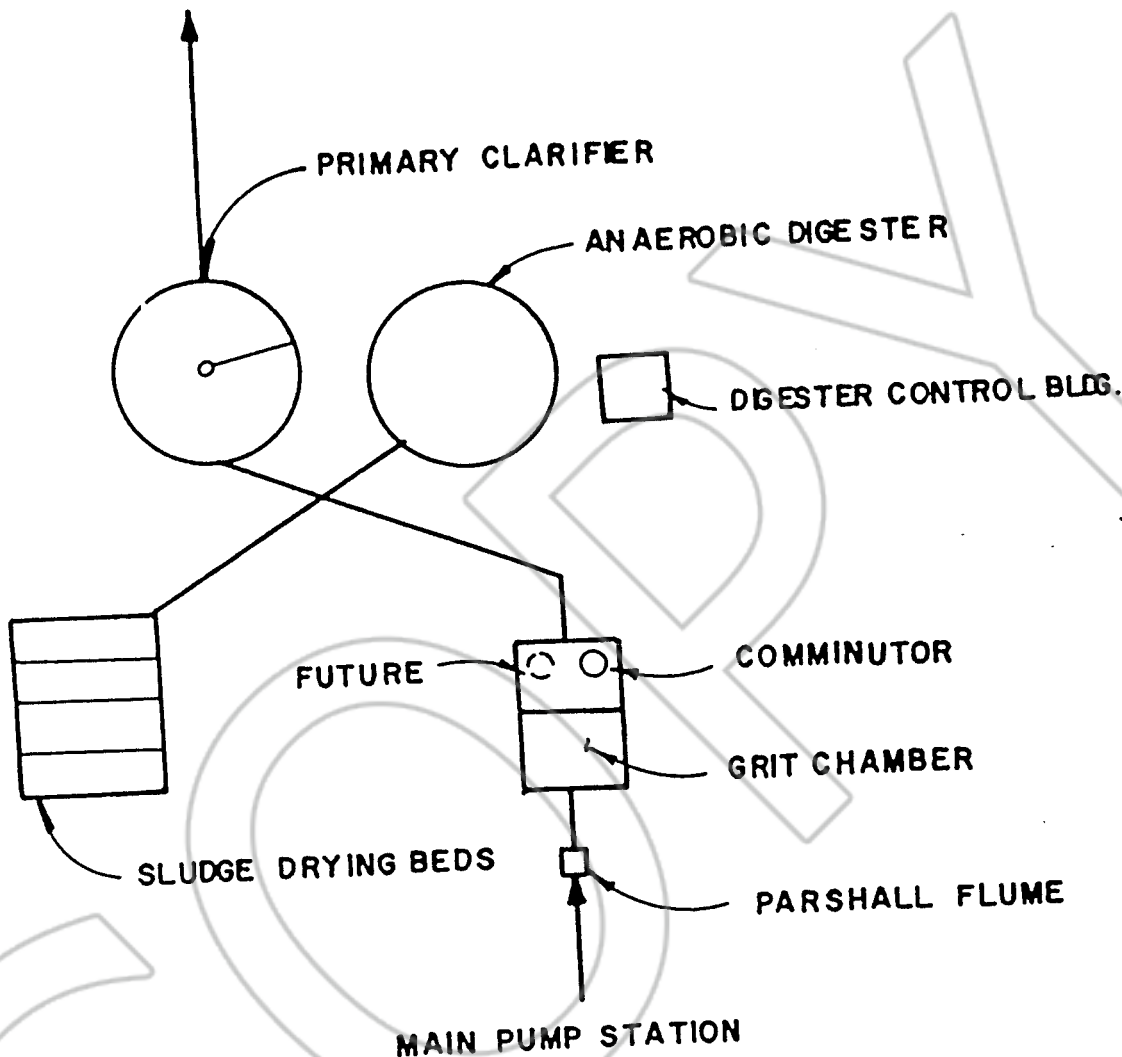 PRIMARY CLARIFIER
ANAEROBIC DIGESTER
DIGESTER CONTROL BLDG.
FUTURE
COMMINUTOR
GRIT CHAMBER
SLUDGE DRYING BEDS
PARSHALL FLUME
MAIN PUMP STATION
COPY